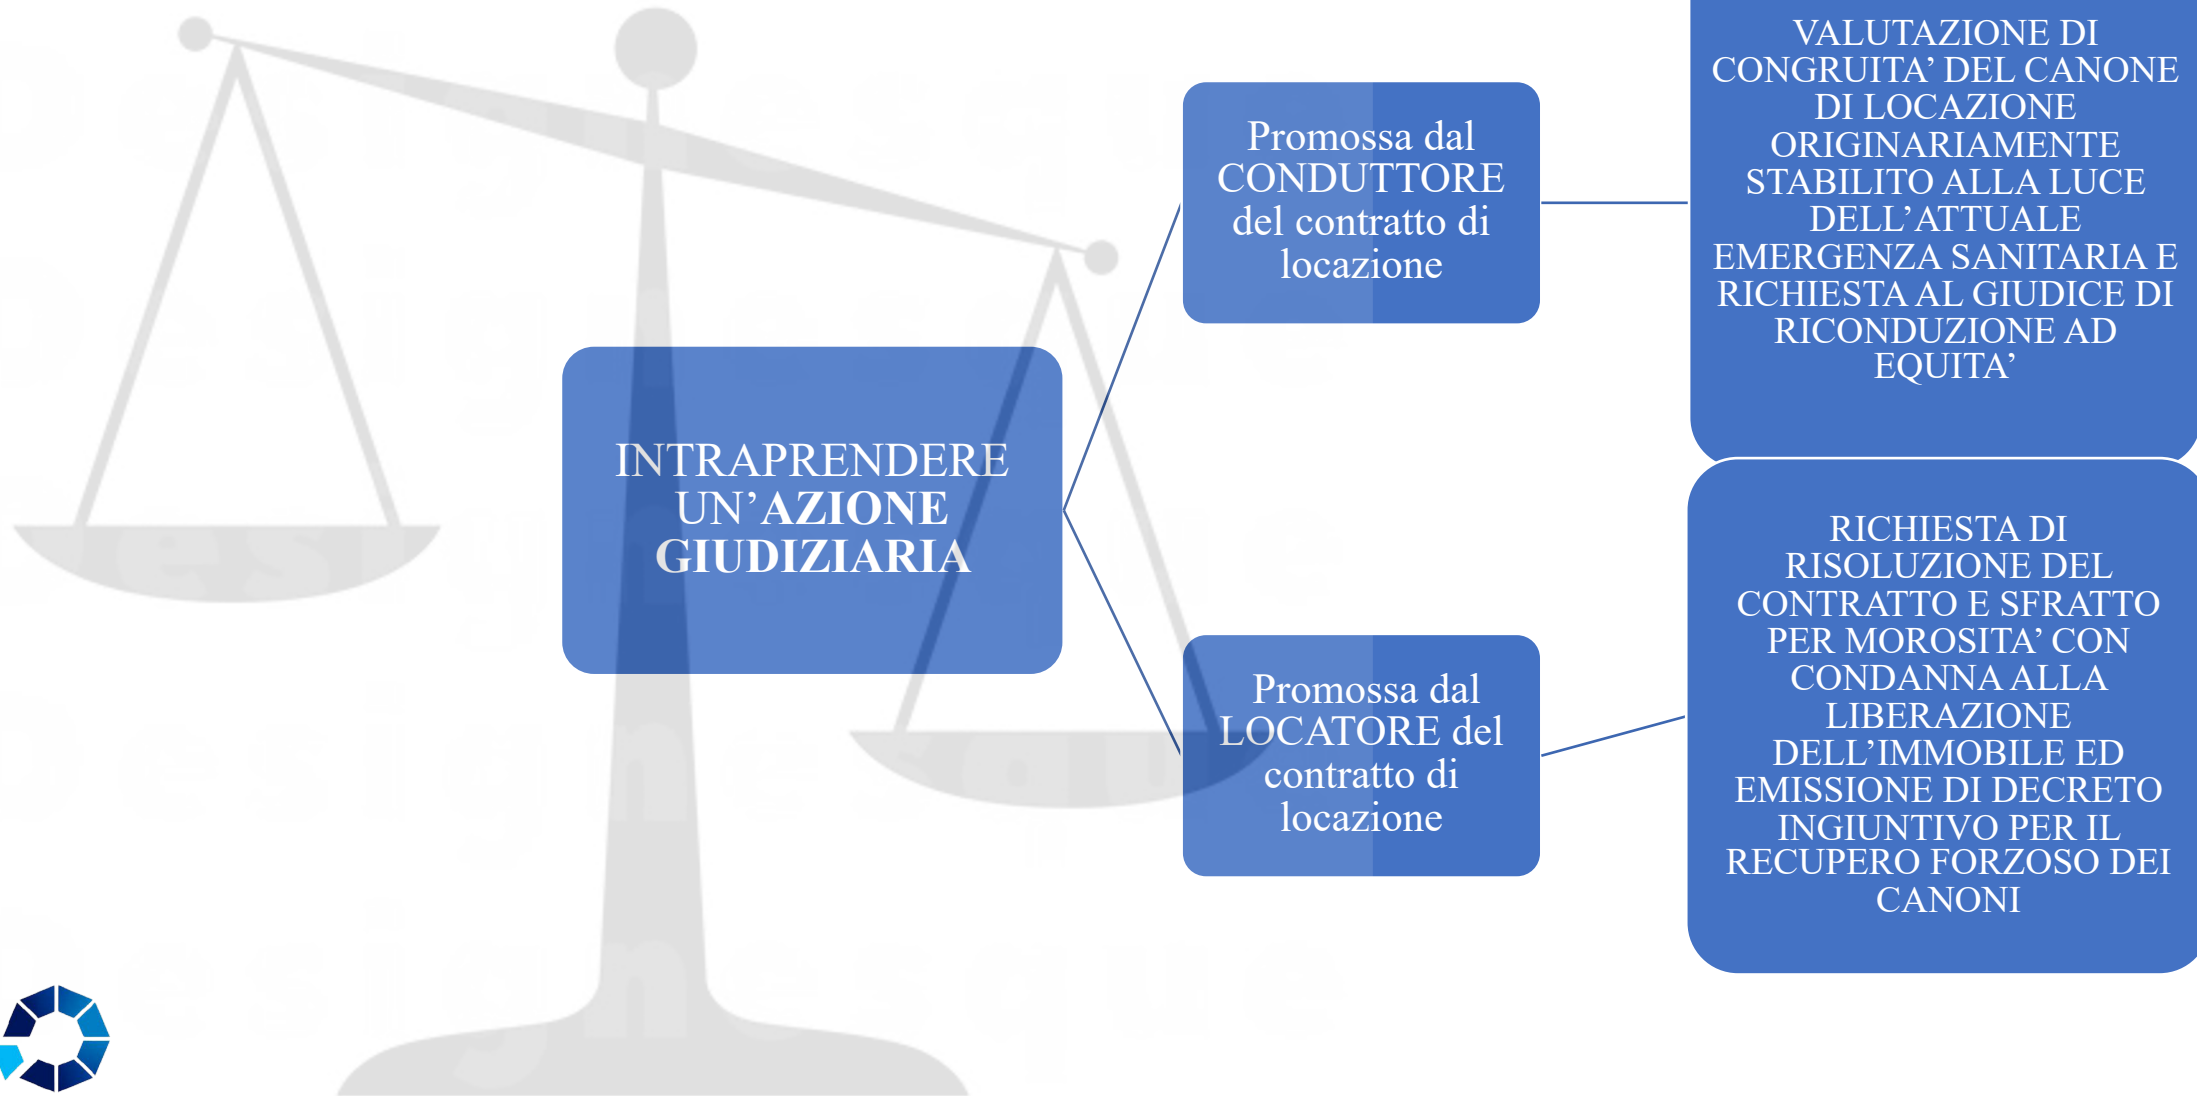 INTRAPRENDERE
UN’AZIONE
GIUDIZIARIA
Promossa dal
CONDUTTORE
del contratto di
locazione
VALUTAZIONE DI
CONGRUITA’ DEL CANONE
DI LOCAZIONE
ORIGINARIAMENTE
STABILITO ALLA LUCE
DELL’ATTUALE
EMERGENZA SANITARIA E
RICHIESTA AL GIUDICE DI
RICONDUZIONE AD
EQUITA’
Promossa dal
LOCATORE del
contratto di
locazione
RICHIESTA DI
RISOLUZIONE DEL
CONTRATTO E SFRATTO
PER MOROSITA’ CON
CONDANNA ALLA
LIBERAZIONE
DELL’IMMOBILE ED
EMISSIONE DI DECRETO
INGIUNTIVO PER IL
RECUPERO FORZOSO DEI
CANONI